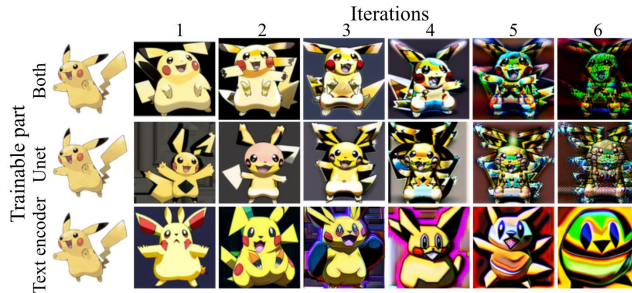 Iterations
1 2 3 4 5 6
Trainable part
Both
Unet
Text encoder